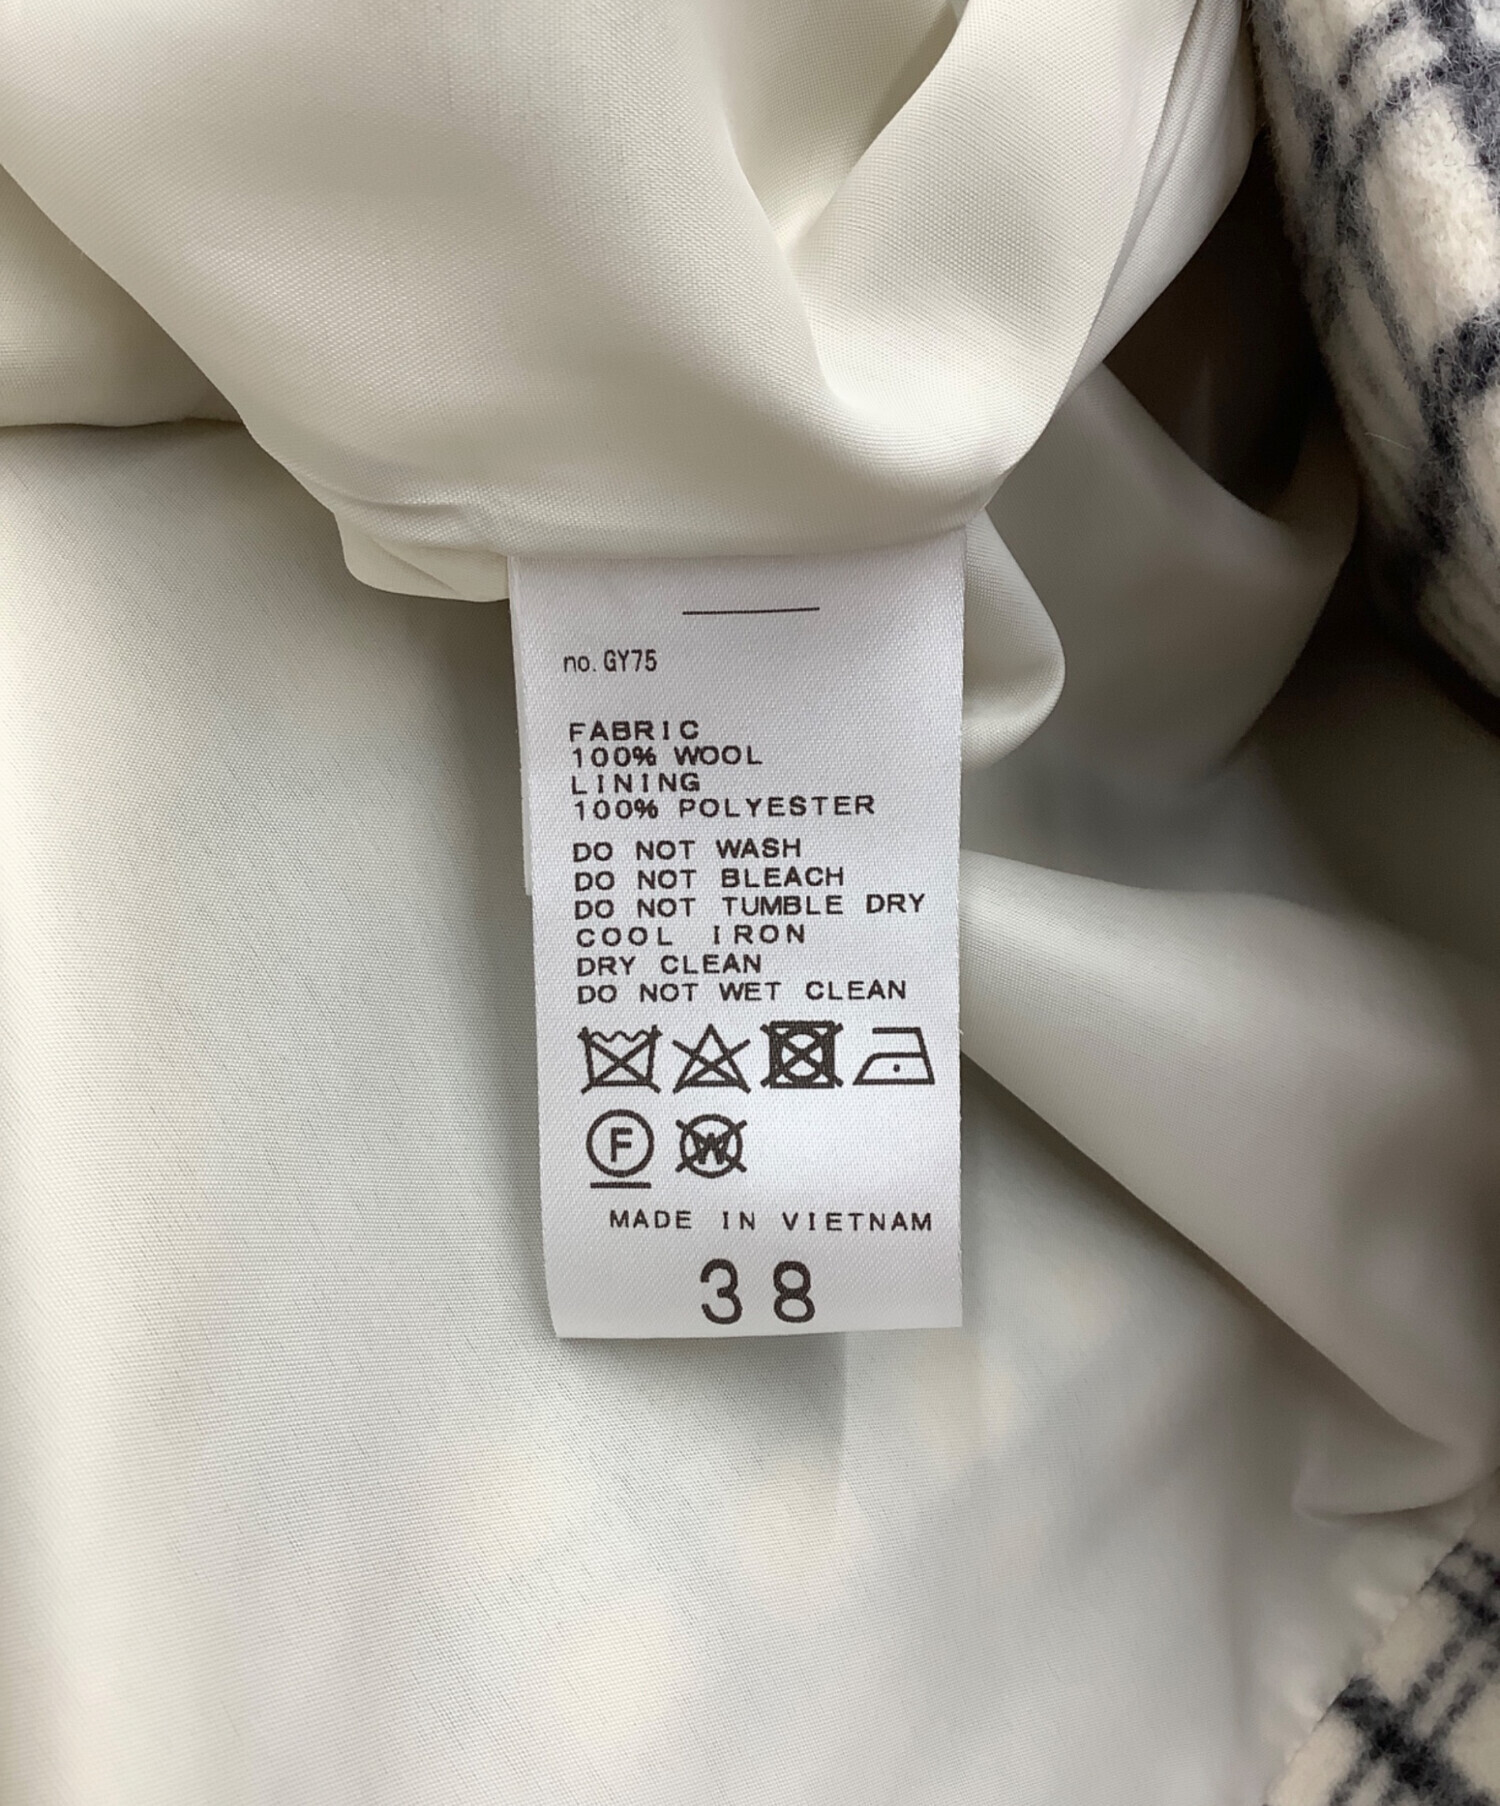 no. GY75
FABRIC
100% WOOL
LINING
100% POLYESTER
DO NOT WASH
DO NOT BLEACH
DO NOT TUMBLE DRY
COOL IRON
DRY CLEAN
DO NOT WET CLEAN
F W
MADE IN VIETNAM
38